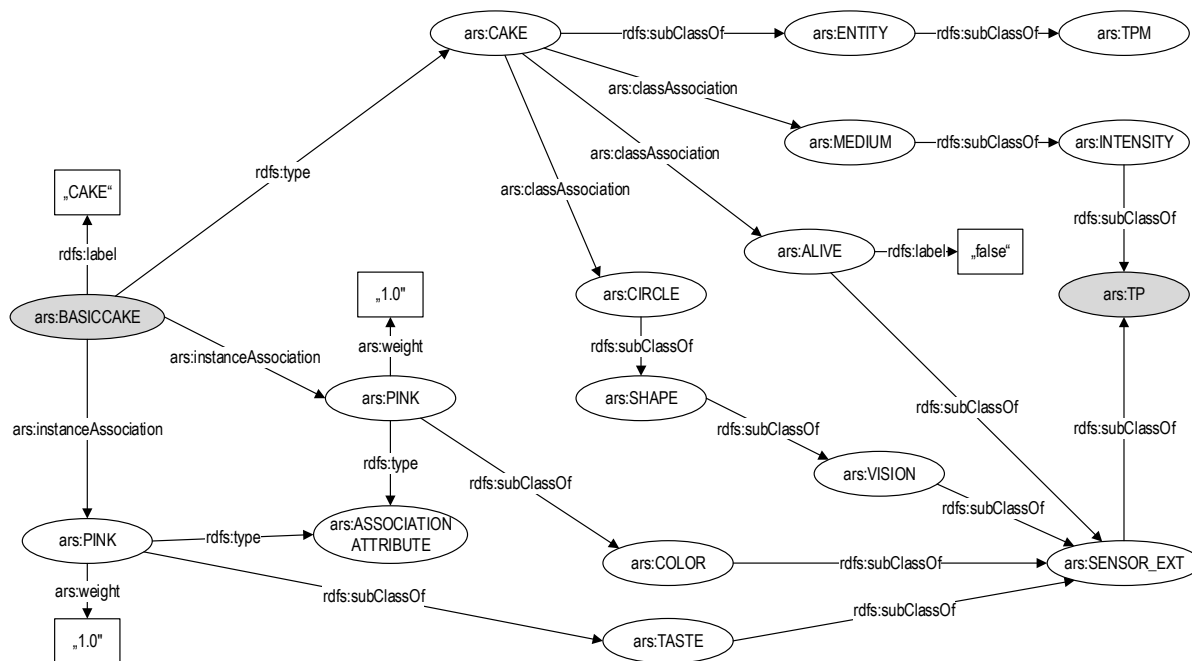 ars:CAKE
rdfs:subClassOf
ars:ENTITY
rdfs:subClassOf
ars:TPM
ars:classAssociation
ars:MEDIUM
rdfs:subClassOf
ars:INTENSITY
ars:classAssociation
rdfs:type
ars:classAssociation
„CAKE“
rdfs:subClassOf
rdfs:label
ars:ALIVE
rdfs:label
„false“
ars:CIRCLE
ars:TP
„1.0"
ars:BASICCAKE
rdfs:subClassOf
ars:weight
ars:instanceAssociation
ars:PINK
ars:SHAPE
rdfs:subClassOf
ars:instanceAssociation
rdfs:subClassOf
rdfs:subClassOf
rdfs:type
ars:VISION
rdfs:subClassOf
rdfs:subClassOf
ars:ASSOCIATION
ATTRIBUTE
ars:PINK
rdfs:type
ars:COLOR
rdfs:subClassOf
ars:SENSOR_EXT
ars:weight
rdfs:subClassOf
rdfs:subClassOf
„1.0"
ars:TASTE